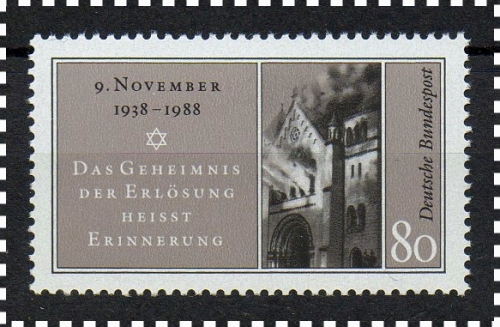 9. NOVEMBER
1938 – 1988
DAS GEHEIMNIS
DER ERLÖSUNG
HEISST
ERINNERUNG
Deutsche Bundespost
80